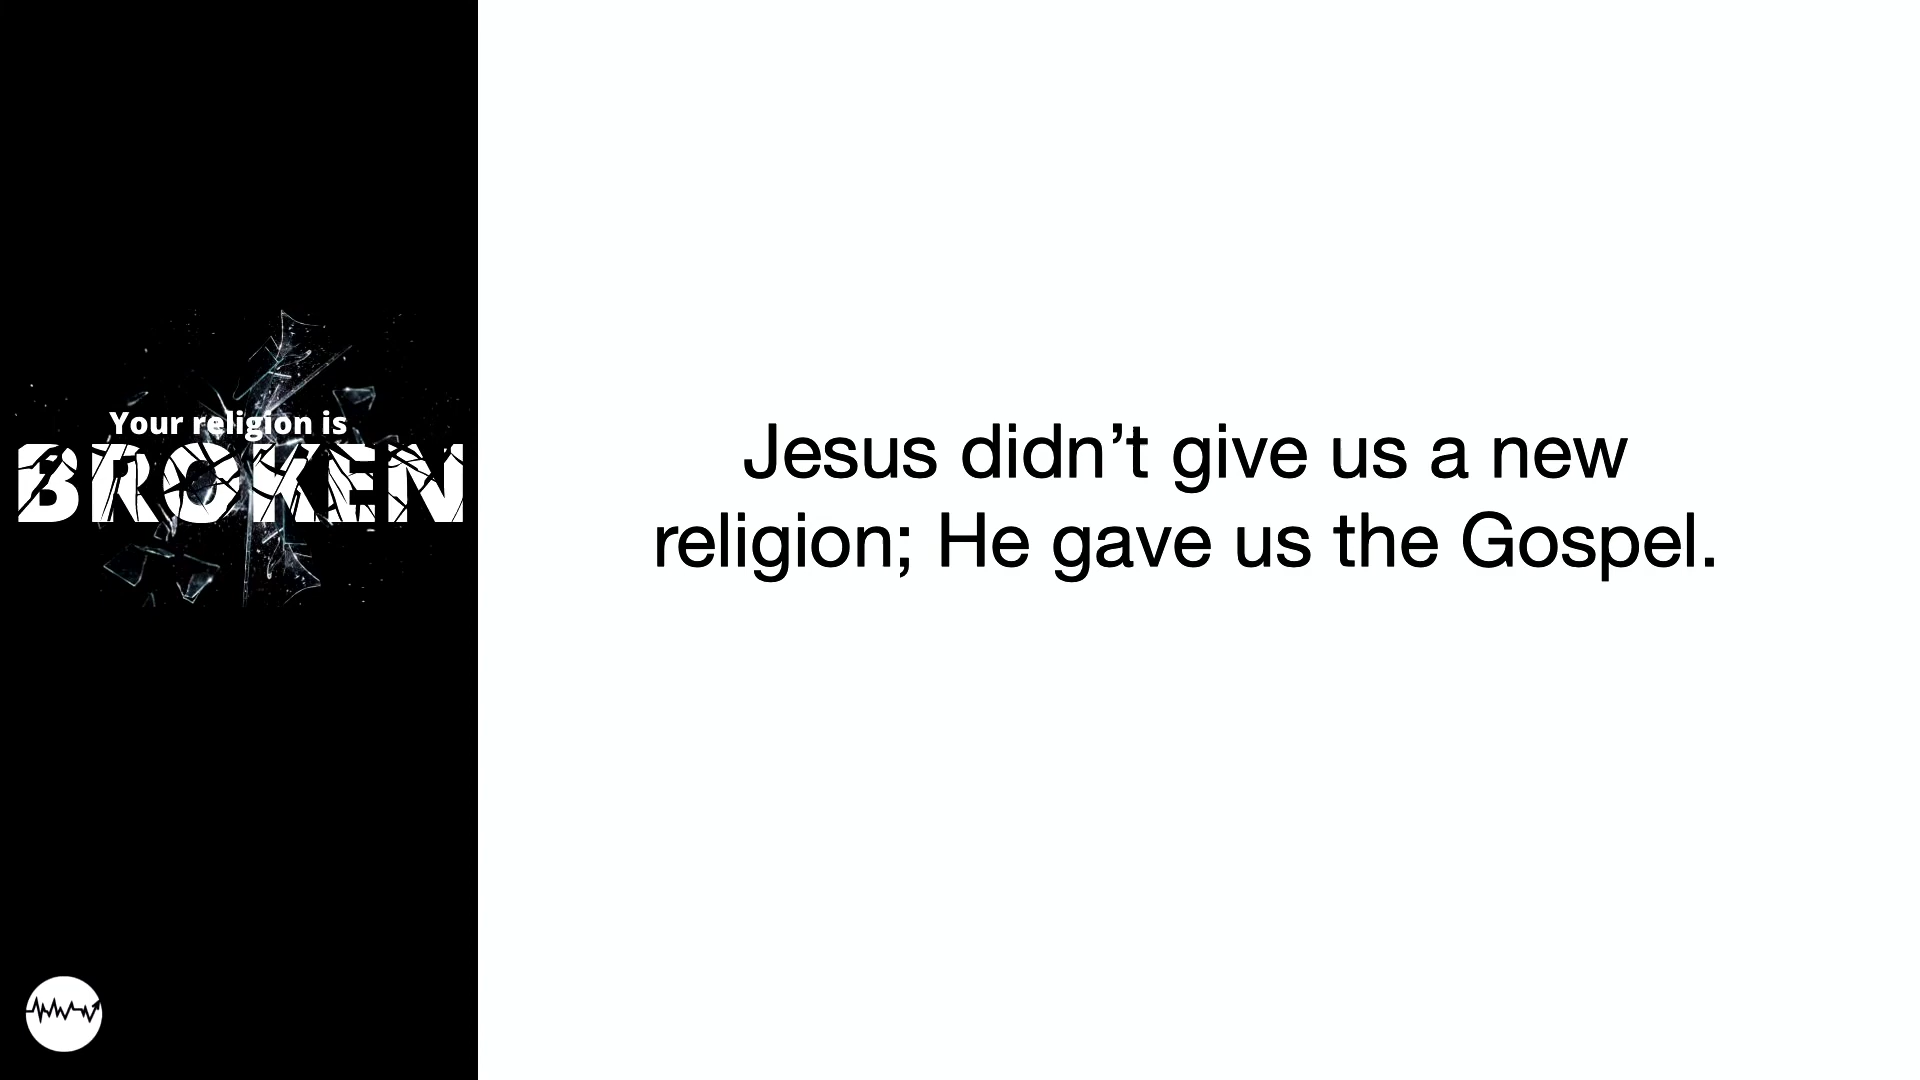 Your religion is
BROKEN
Jesus didn’t give us a new
religion; He gave us the Gospel.